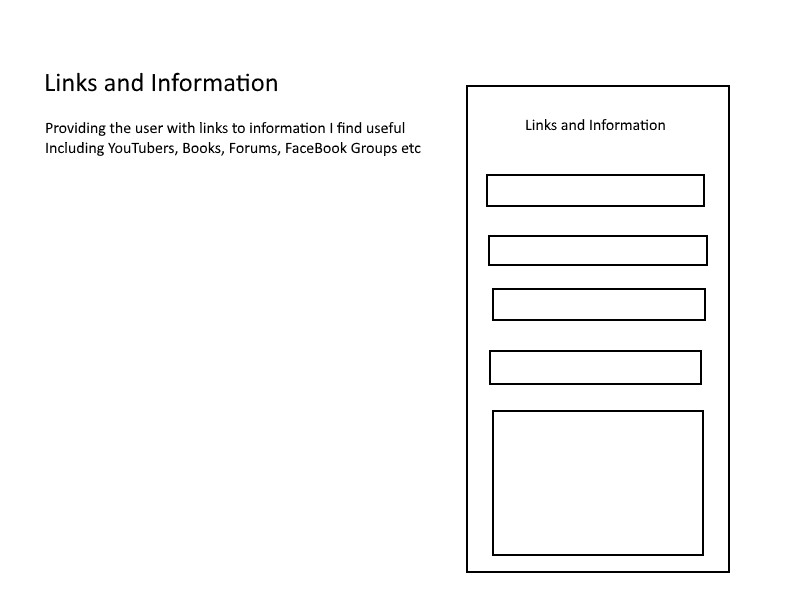 Links and Information
Providing the user with links to information I find useful
Including YouTubers, Books, Forums, FaceBook Groups etc
Links and Information